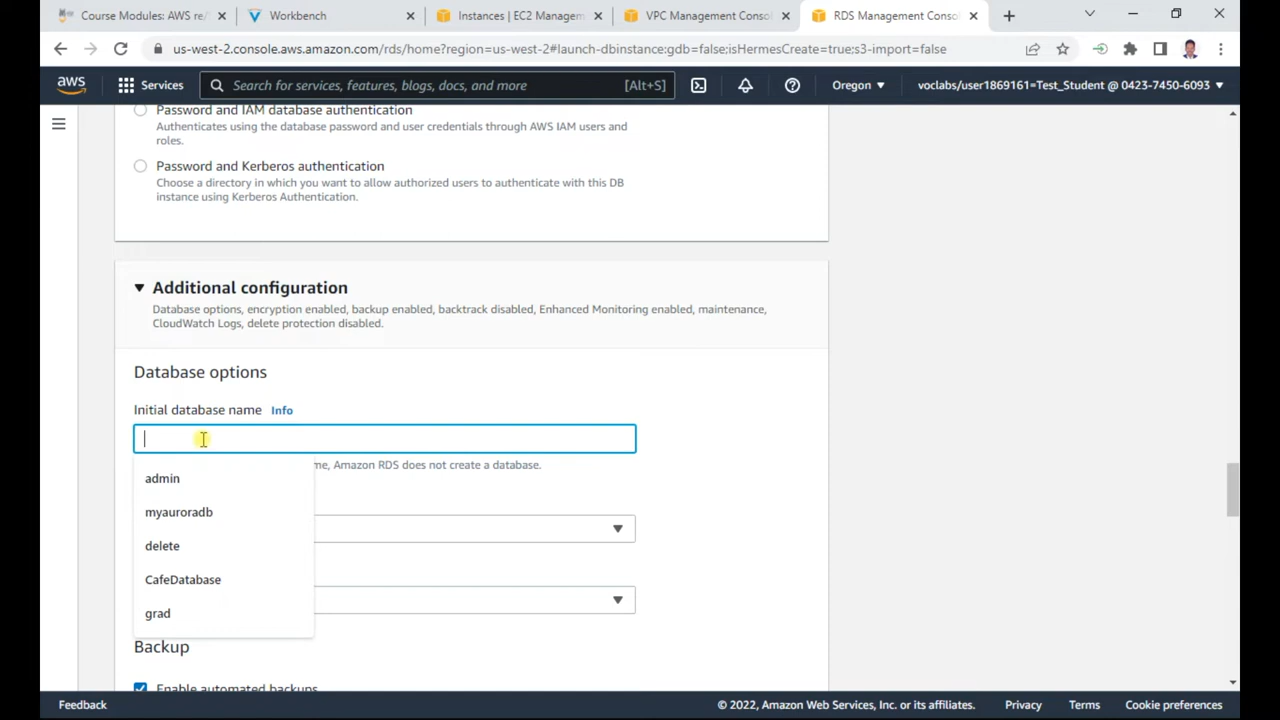 Course Modules: AWS re/
Workbench
Instances | EC2 Managem
VPC Management Conso
RDS Management Conso
us-west-2.console.aws.amazon.com/rds/home?region=us-west-2#launch-dbinstance:gdb=false;isHermesCreate=true;s3-import=false
aws
Services
Search for services, features, blogs, docs, and more
[Alt+S]
Oregon
voclabs/user1869161=Test_Student @ 0423-7450-6093
Password and IAM database authentication
Authenticates using the database password and user credentials through AWS IAM users and
roles.
Password and Kerberos authentication
Choose a directory in which you want to allow authorized users to authenticate with this DB
instance using Kerberos Authentication.
Additional configuration
Database options, encryption enabled, backup enabled, backtrack disabled, Enhanced Monitoring enabled, maintenance,
CloudWatch Logs, delete protection disabled.
Database options
Initial database name Info
me, Amazon RDS does not create a database.
admin
myauroradb
delete
CafeDatabase
grad
Backup
Enable automated backups
Feedback
© 2022, Amazon Web Services, Inc. or its affiliates.
Privacy
Terms
Cookie preferences